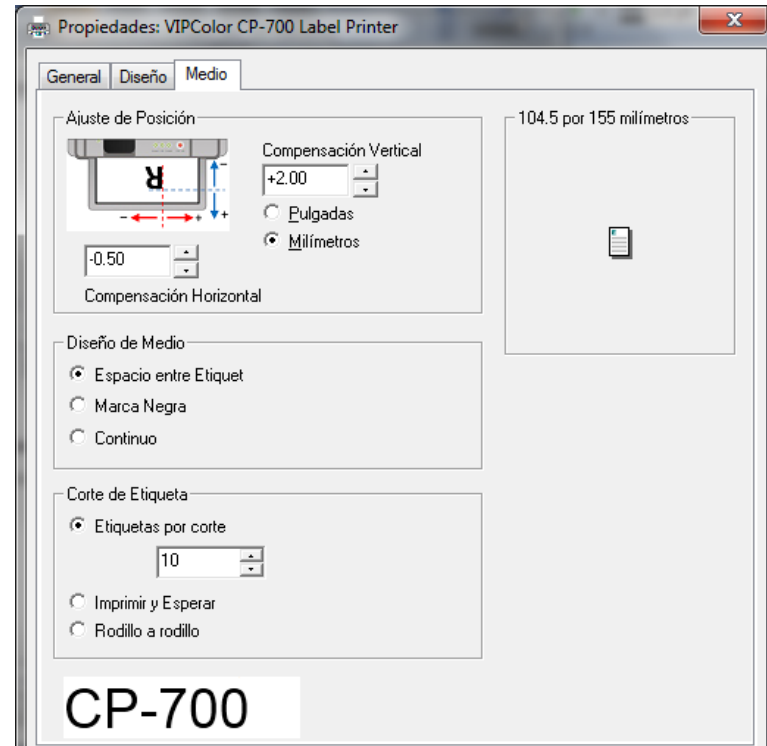 Propiedades: VIPColor CP-700 Label Printer
General Diseño Medio
Ajuste de Posición
R
Compensación Vertical
+2.00
Pulgadas
Milímetros
-0.50
Compensación Horizontal
104.5 por 155 milímetros
Diseño de Medio
Espacio entre Etiquet
Marca Negra
Continuo
Corte de Etiqueta
Etiquetas por corte
10
Imprimir y Esperar
Rodillo a rodillo
CP-700